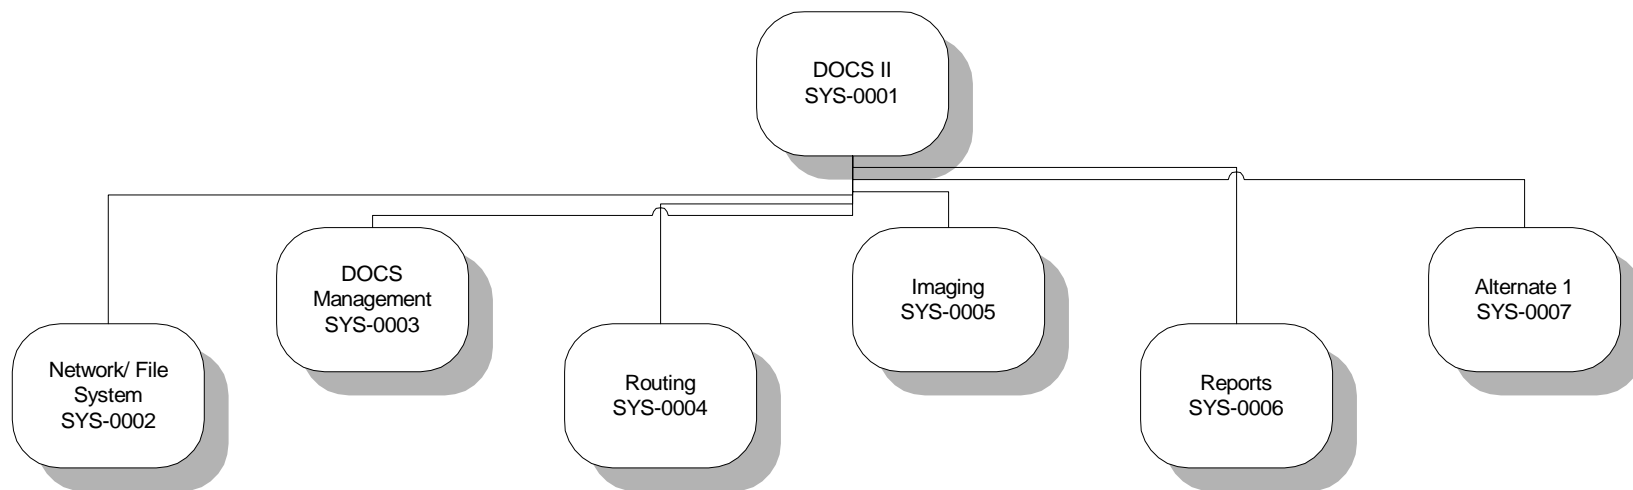 DOCS II
SYS-0001
DOCS
Management
SYS-0003
Imaging
SYS-0005
Alternate 1
SYS-0007
Network/ File
System
SYS-0002
Routing
SYS-0004
Reports
SYS-0006